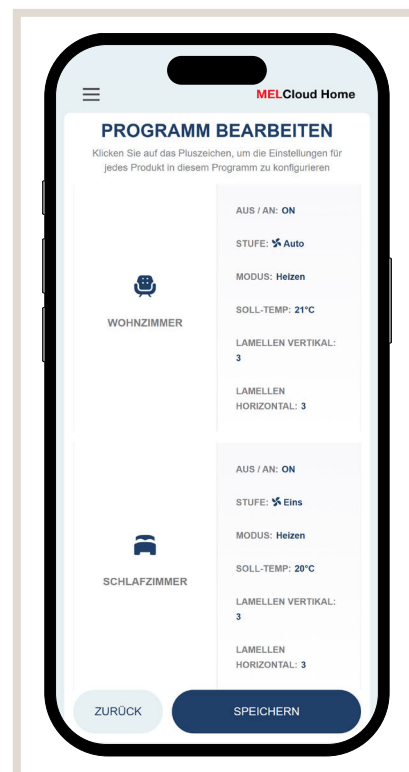 MELCloud Home
PROGRAMM BEARBEITEN
Klicken Sie auf das Pluszeichen, um die Einstellungen für
jedes Produkt in diesem Programm zu konfigurieren
WOHNZIMMER
AUS / AN: ON
STUFE: Auto
MODUS: Heizen
SOLL-TEMP: 21°C
LAMELLEN VERTIKAL:
3
LAMELLEN
HORIZONTAL: 3
SCHLAFZIMMER
AUS / AN: ON
STUFE: Eins
MODUS: Heizen
SOLL-TEMP: 20°C
LAMELLEN VERTIKAL:
3
LAMELLEN
HORIZONTAL: 3
ZURÜCK
SPEICHERN